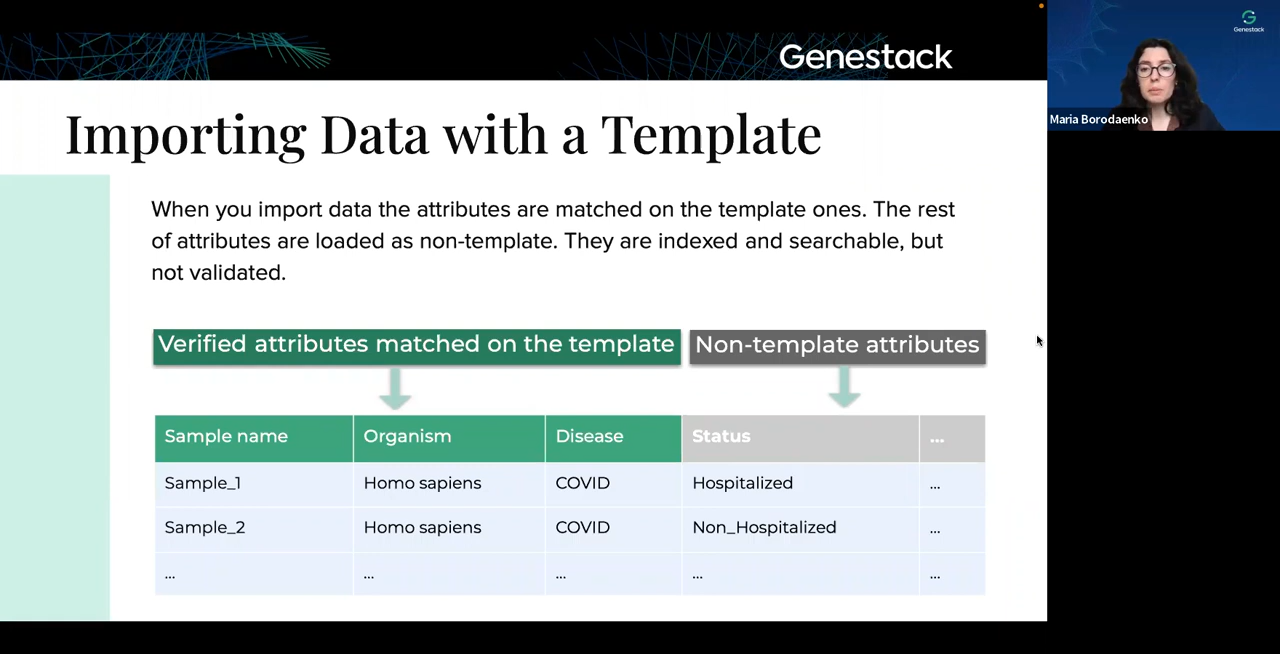 Genestack
Genestack
Maria Borodaenko
Importing Data with a Template
When you import data the attributes are matched on the template ones. The rest
of attributes are loaded as non-template. They are indexed and searchable, but
not validated.
Verified attributes matched on the template
Non-template attributes
Sample name Organism Disease Status ...
Sample_1 Homo sapiens COVID Hospitalized ...
Sample_2 Homo sapiens COVID Non_Hospitalized ...
... ... ... ... ...